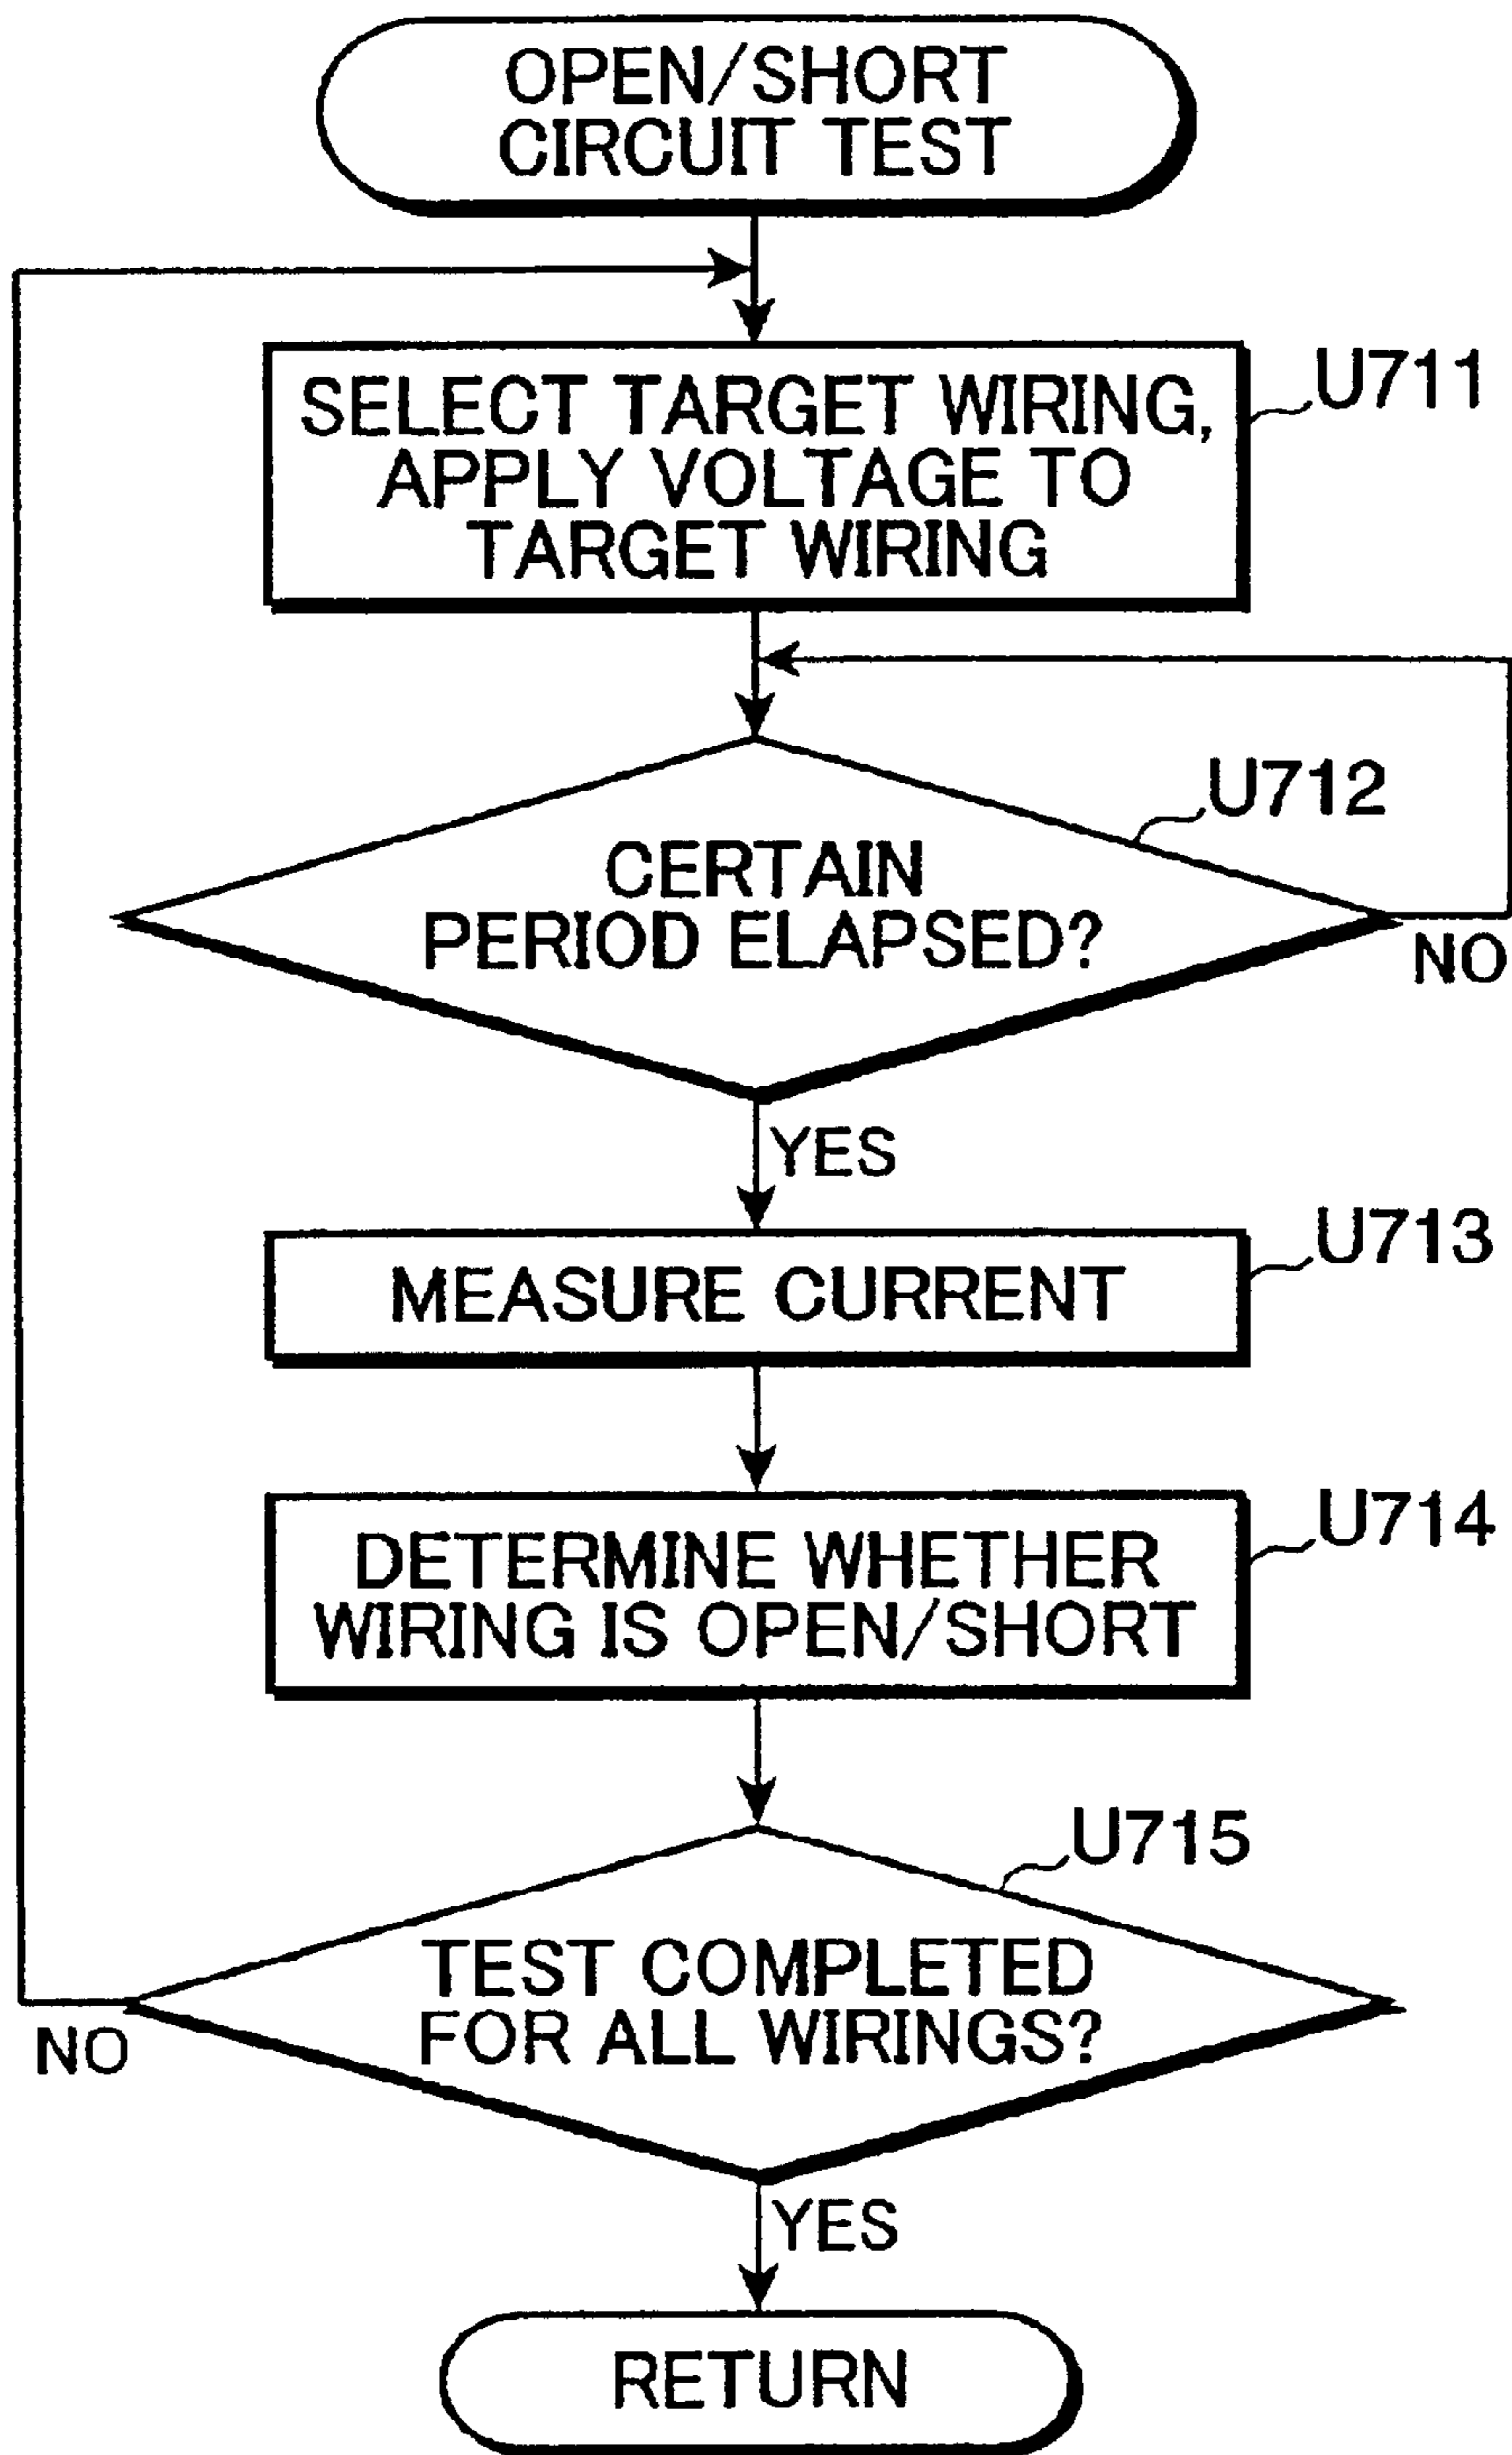 OPEN/SHORT
CIRCUIT TEST
SELECT TARGET WIRING,
APPLY VOLTAGE TO
TARGET WIRING
U711
U712
CERTAIN
PERIOD ELAPSED?
NO
YES
MEASURE CURRENT
U713
DETERMINE WHETHER
WIRING IS OPEN/SHORT
U714
U715
TEST COMPLETED
FOR ALL WIRINGS?
NO
YES
RETURN